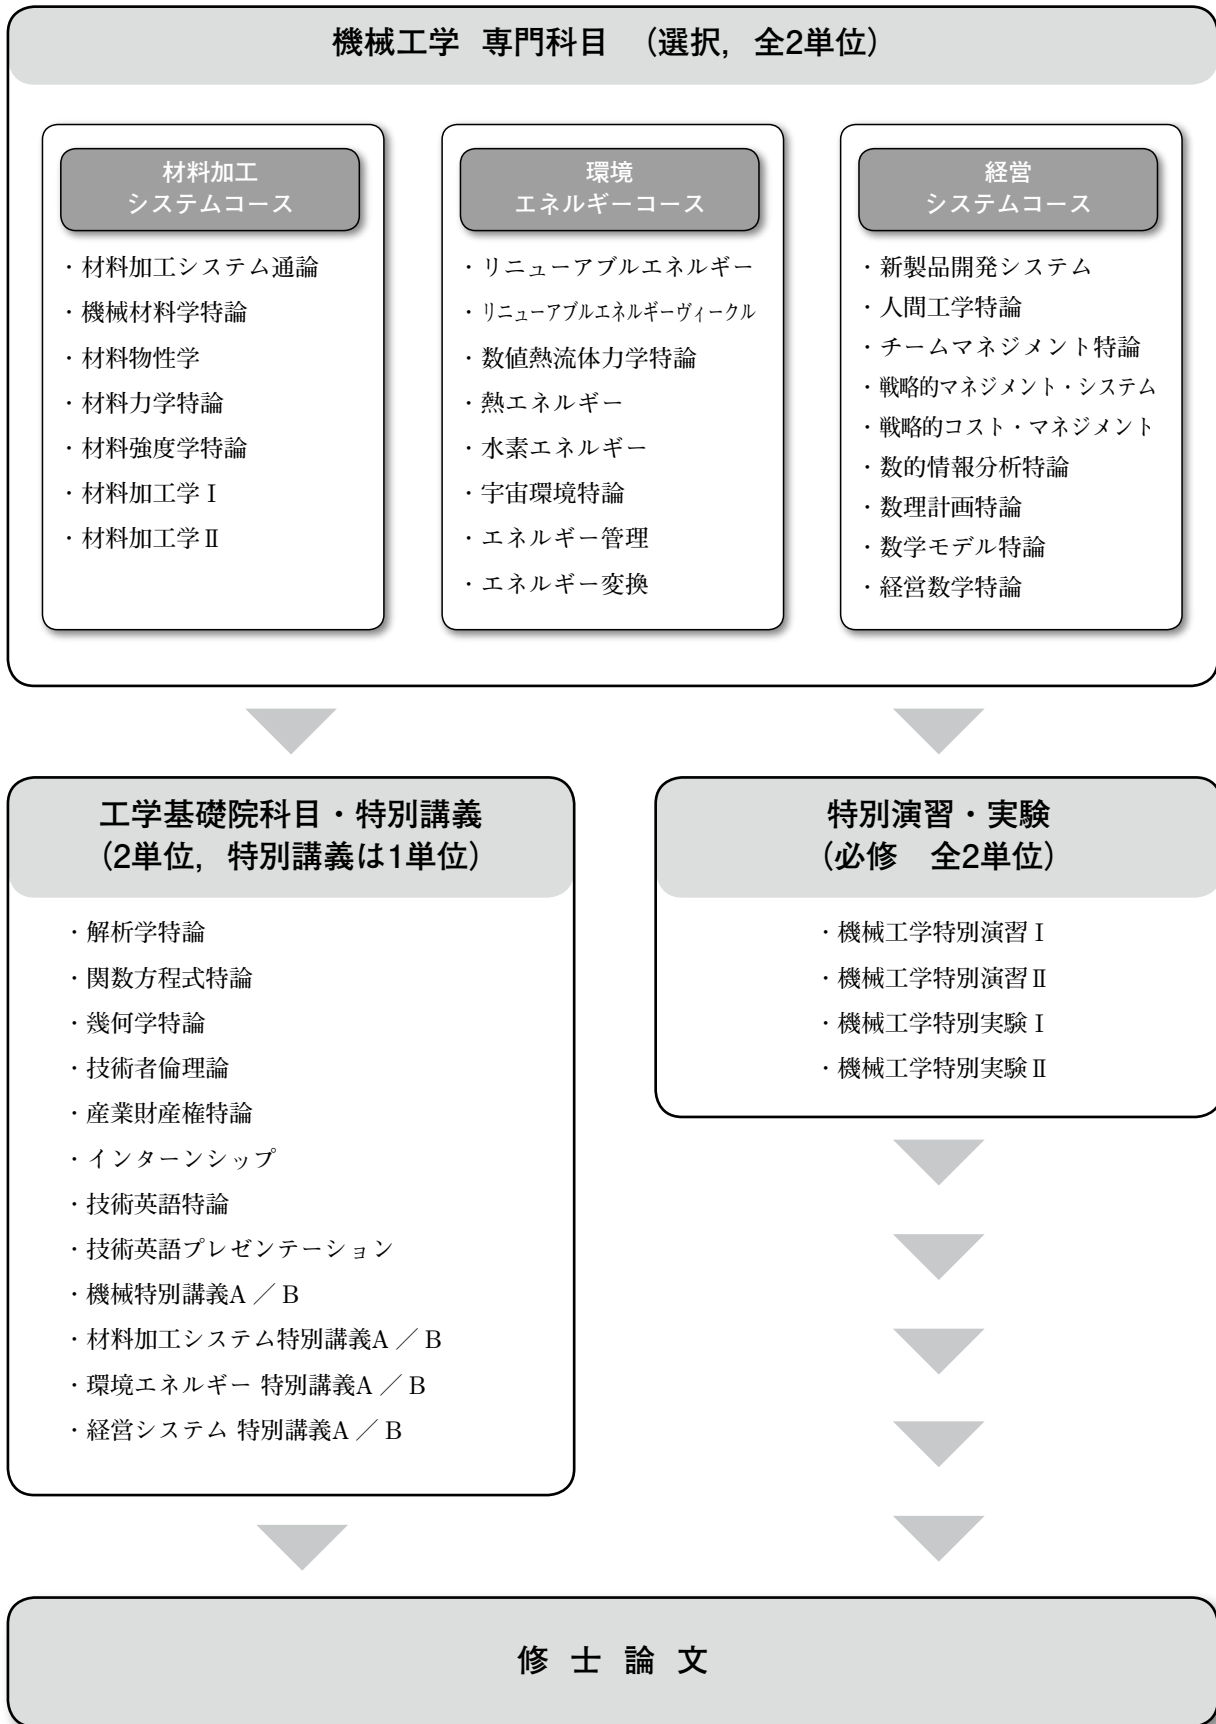 機械工学 専門科目 （選択，全2単位）
材料加工
システムコース
・材料加工システム通論
・機械材料学特論
・材料物性学
・材料力学特論
・材料強度学特論
・材料加工学Ⅰ
・材料加工学Ⅱ
環境
エネルギーコース
・リニューアブルエネルギー
・リニューアブルエネルギーヴィークル
・数値熱流体力学特論
・熱エネルギー
・水素エネルギー
・宇宙環境特論
・エネルギー管理
・エネルギー変換
経営
システムコース
・新製品開発システム
・人間工学特論
・チームマネジメント特論
・戦略的マネジメント・システム
・戦略的コスト・マネジメント
・数的情報分析特論
・数理計画特論
・数学モデル特論
・経営数学特論
工学基礎院科目・特別講義
（2単位，特別講義は1単位）
・解析学特論
・関数方程式特論
・幾何学特論
・技術者倫理論
・産業財産権特論
・インターンシップ
・技術英語特論
・技術英語プレゼンテーション
・機械特別講義A ／ B
・材料加工システム特別講義A ／ B
・環境エネルギー 特別講義A ／ B
・経営システム 特別講義A ／ B
特別演習・実験
（必修 全2単位）
・機械工学特別演習Ⅰ
・機械工学特別演習Ⅱ
・機械工学特別実験Ⅰ
・機械工学特別実験Ⅱ
修 士 論 文